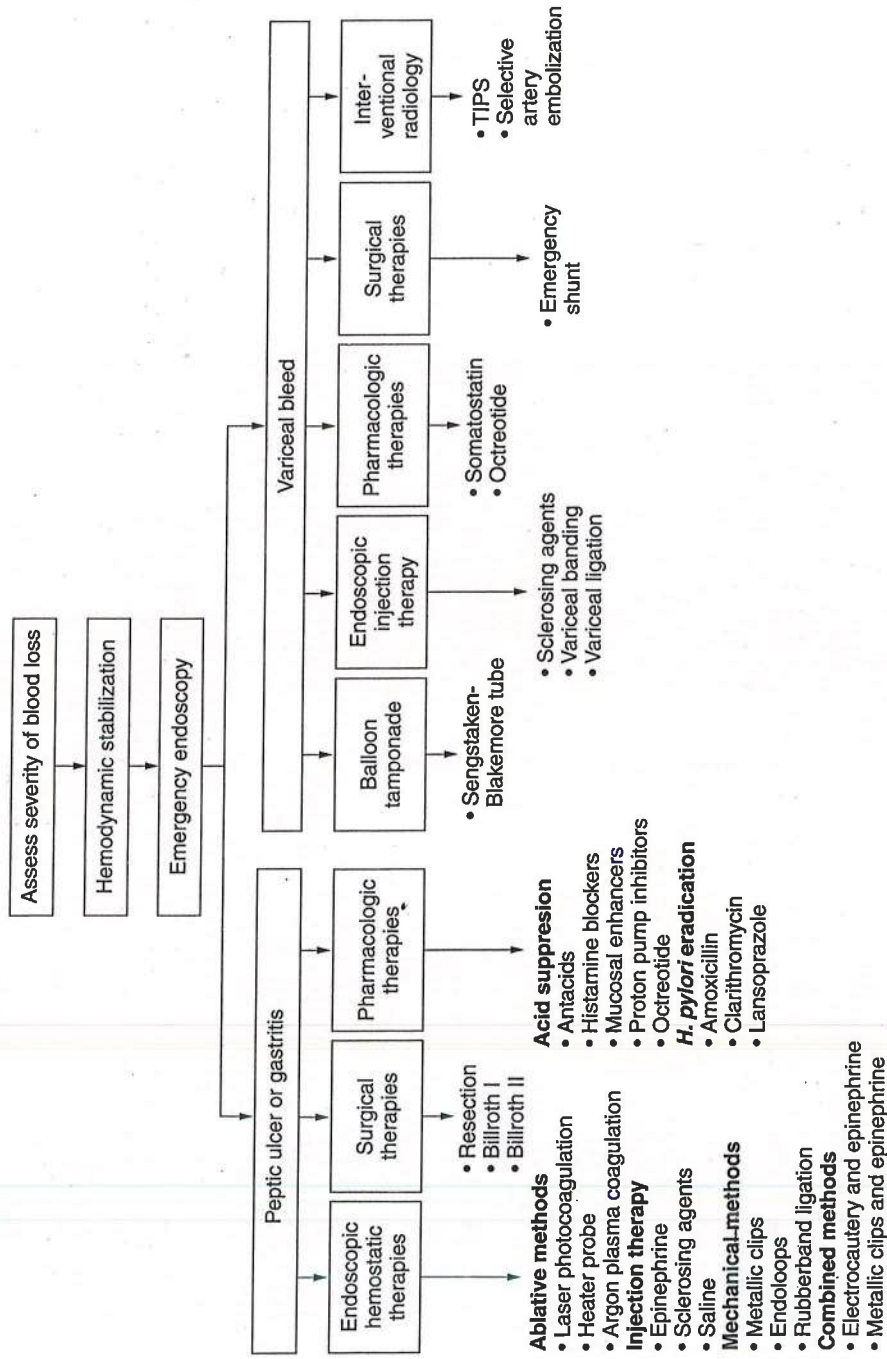 Assess severity of blood loss
Hemodynamic stabilization
Emergency endoscopy
Peptic ulcer or gastritis
Endoscopic
hemostatic
therapies
Ablative methods
• Laser photocoagulation
• Heater probe
• Argon plasma coagulation
Injection therapy
• Epinephrine
• Sclerosing agents
• Saline
Mechanical methods
• Metallic clips
• Endoloops
• Rubberband ligation
Combined methods
• Electrocautery and epinephrine
• Metallic clips and epinephrine
Surgical
therapies
• Resection
• Billroth I
• Billroth II
Pharmacologic
therapies
Acid suppresion
• Antacids
• Histamine blockers
• Mucosal enhancers
• Proton pump inhibitors
• Octreotide
H. pylori eradication
• Amoxicillin
• Clarithromycin
• Lansoprazole
Variceal bleed
Balloon
tamponade
• Sengstaken-
Blakemore tube
Endoscopic
injection
therapy
• Sclerosing agents
• Variceal banding
• Variceal ligation
Pharmacologic
therapies
• Somatostatin
• Octreotide
Surgical
therapies
• Emergency
shunt
Inter-
ventional
radiology
• TIPS
• Selective
artery
embolization